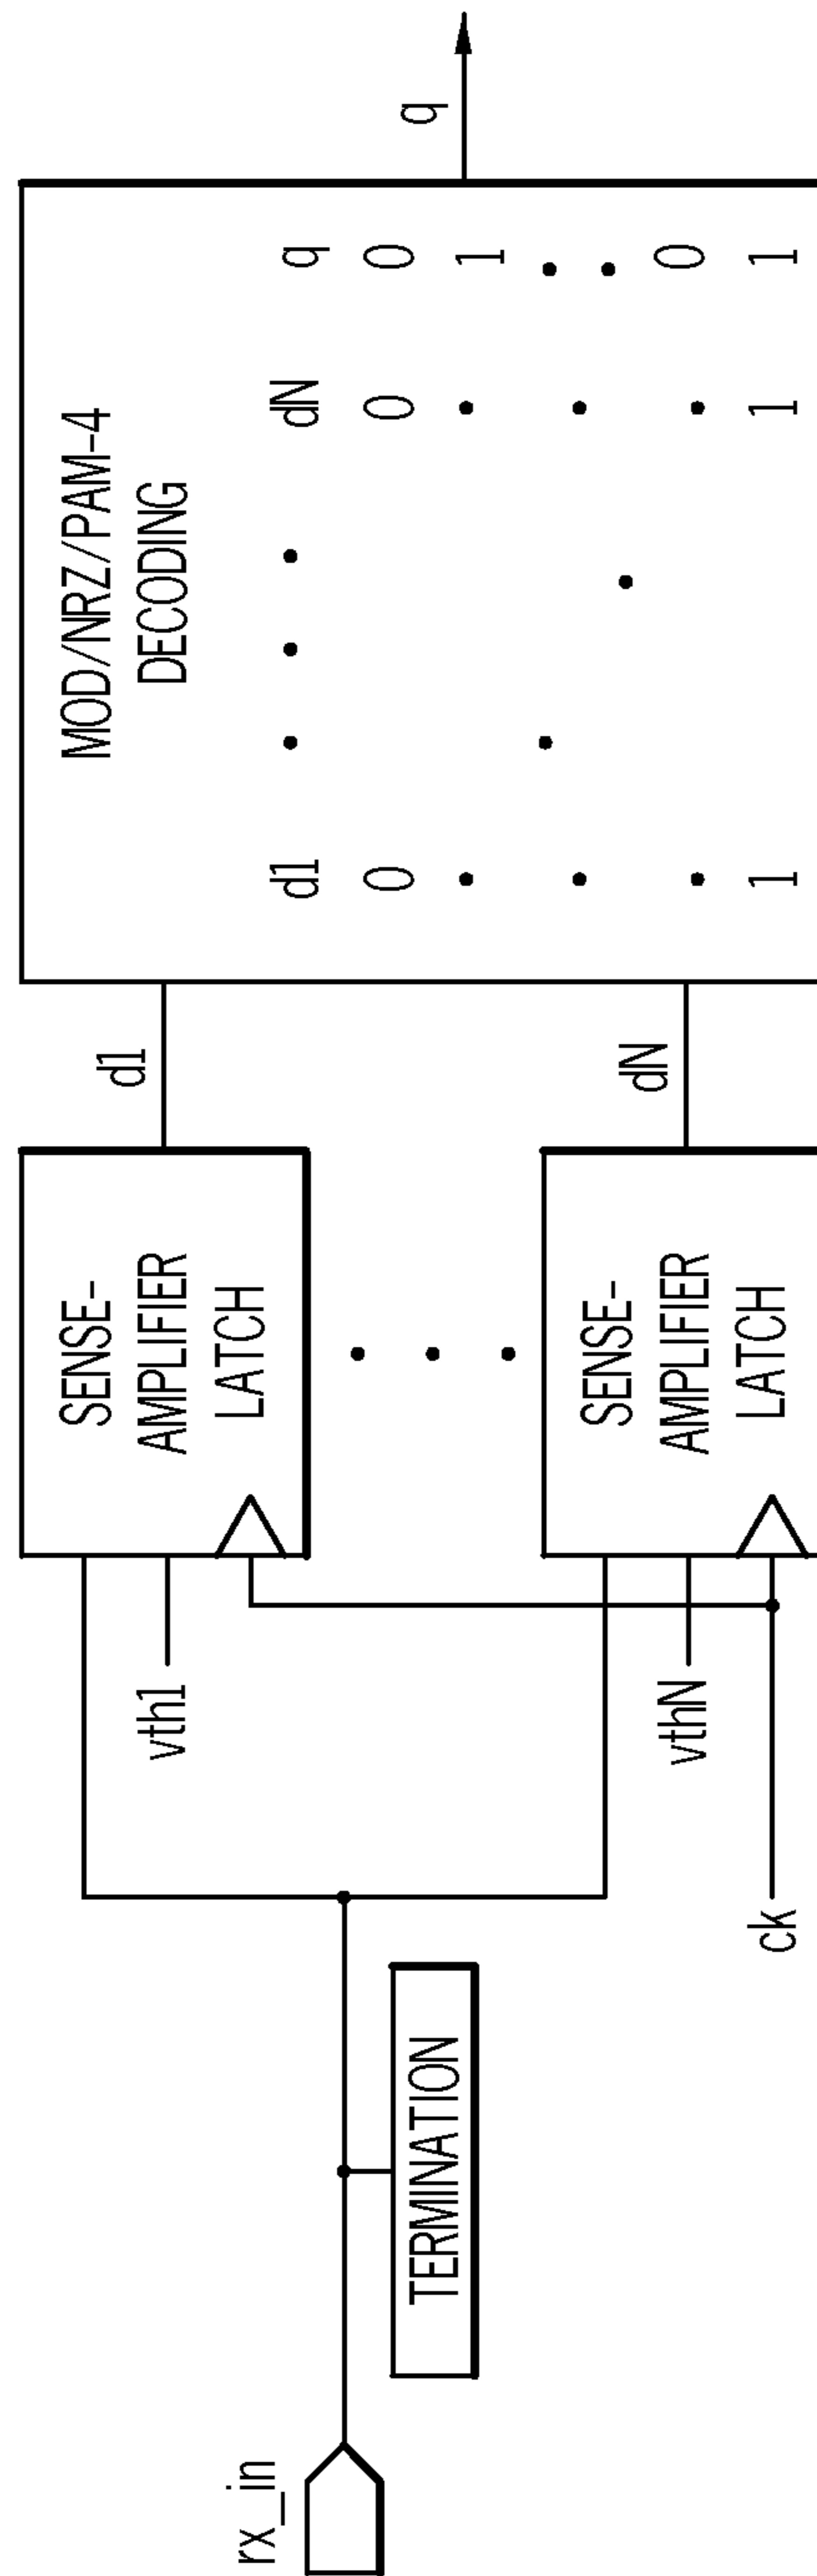 rx_in
TERMINATION
vth1
vthN
ck
SENSE-
AMPLIFIER
LATCH
SENSE-
AMPLIFIER
LATCH
d1
dN
MOD/NRZ/PAM-4
DECODING
d1 • • • dN q
0 0 0
1
0
1 1 1
q